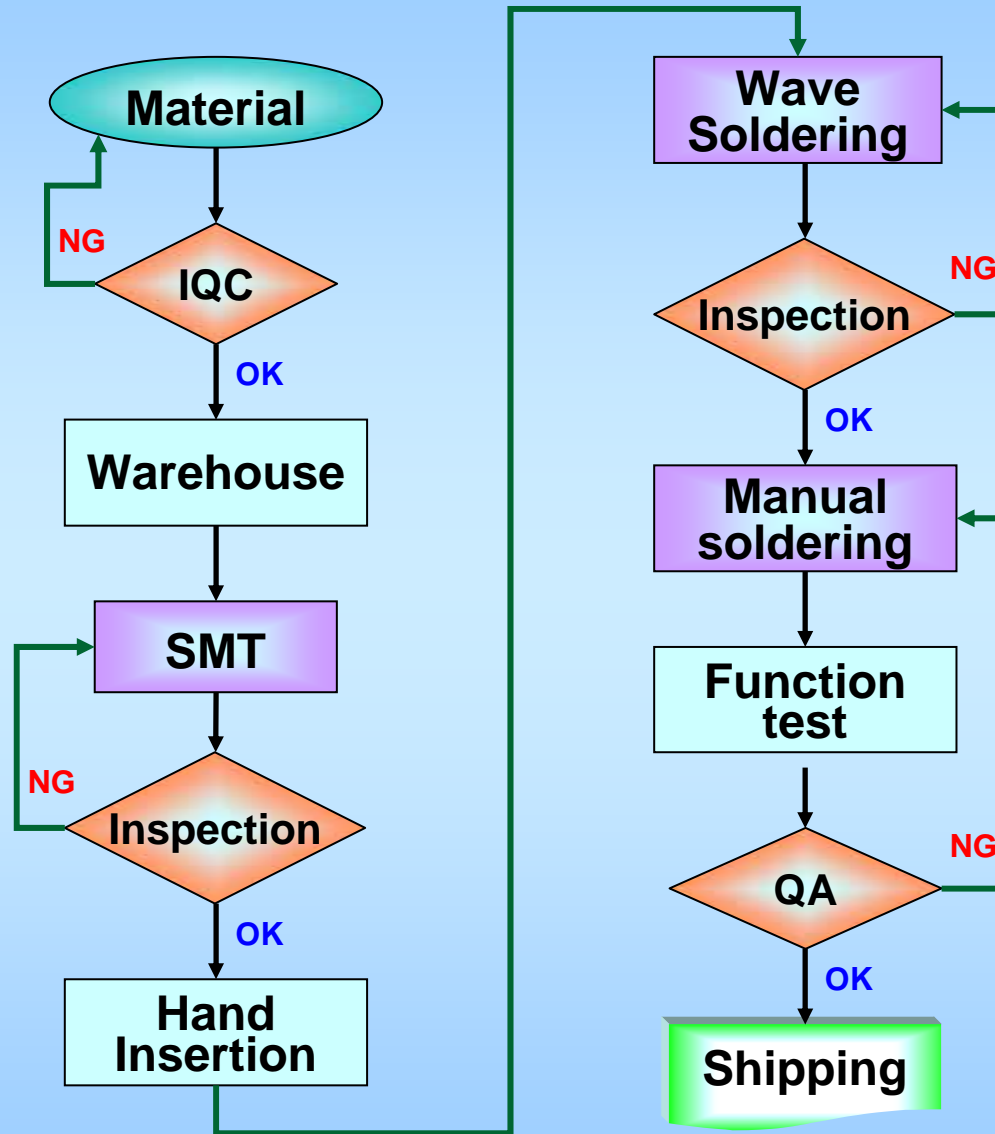 Material
NG
IQC
OK
Warehouse
SMT
NG
Inspection
OK
Hand
Insertion
Wave
Soldering
NG
Inspection
OK
Manual
soldering
Function
test
NG
QA
OK
Shipping